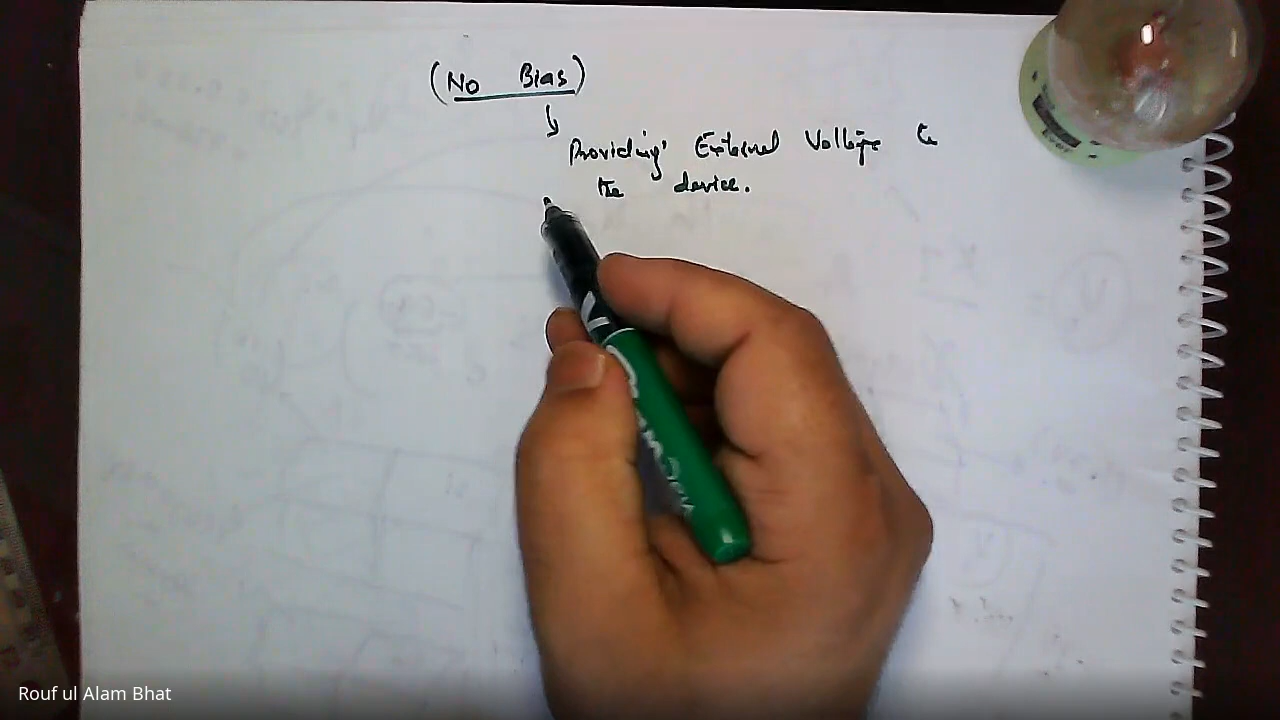 (No Bias)
Providing External Voltage to
the device.
Rouf ul Alam Bhat